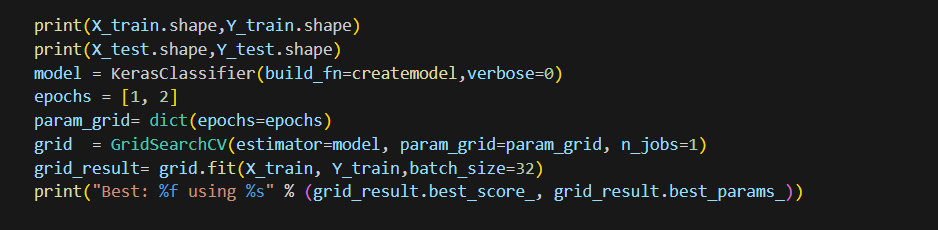 print(X_train.shape,Y_train.shape)
print(X_test.shape,Y_test.shape)
model = KerasClassifier(build_fn=createmodel,verbose=0)
epochs = [1, 2]
param_grid= dict(epochs=epochs)
grid  = GridSearchCV(estimator=model, param_grid=param_grid, n_jobs=1)
grid_result= grid.fit(X_train, Y_train,batch_size=32)
print("Best: %f using %s" % (grid_result.best_score_, grid_result.best_params_))